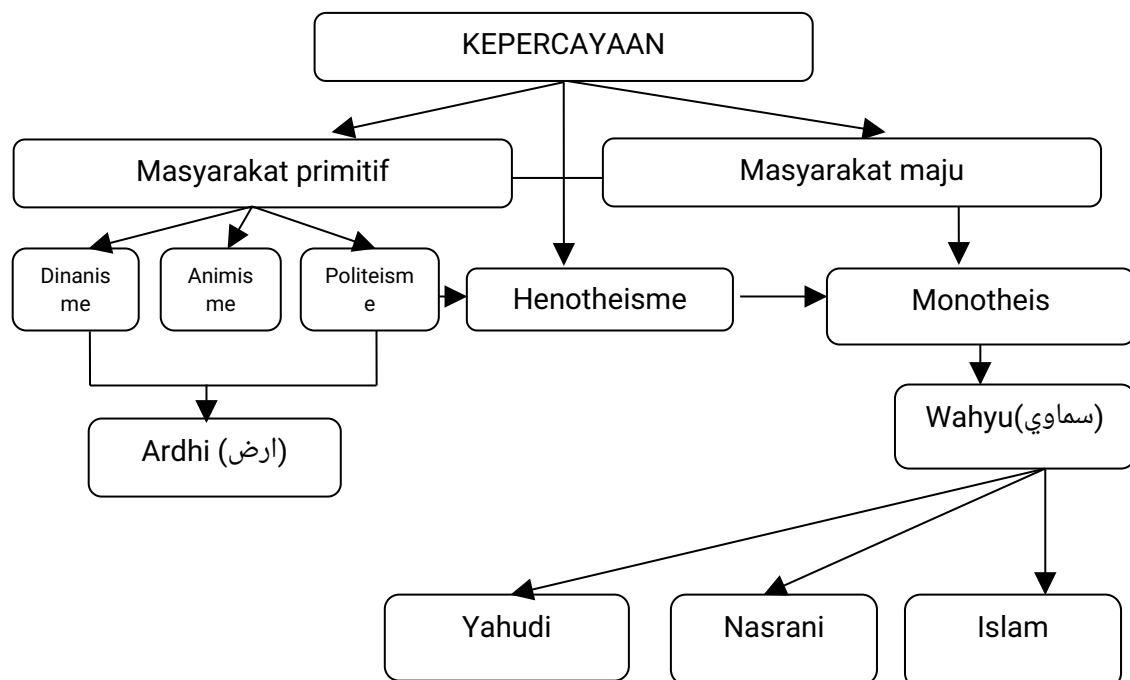 KEPERCAYAAN
Masyarakat primitif
Masyarakat maju
Dinanis
me
Animis
me
Politeism
e
Henotheisme
Monotheis
Ardhi (ارض)
Wahyu(سماوي)
Yahudi
Nasrani
Islam